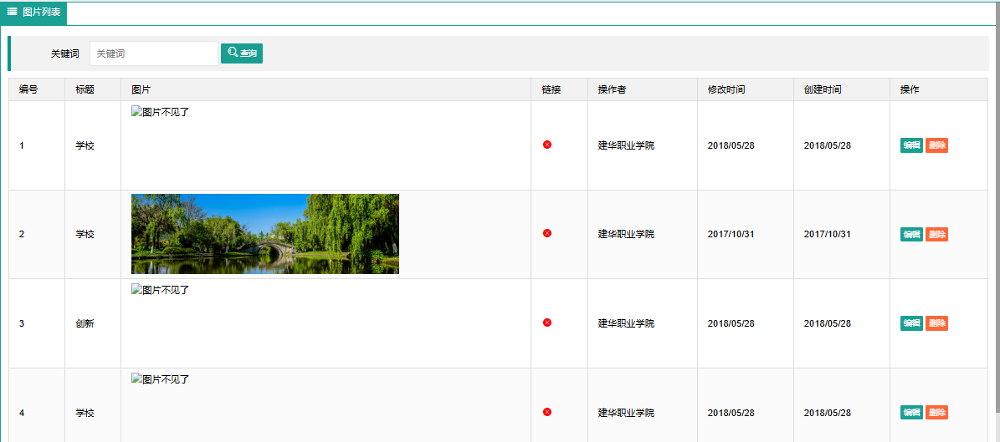 图片列表
关键词 关键词 查询
编号 标题 图片 链接 操作者 修改时间 创建时间 操作
图片不见了
1 学校 建华职业学院 2018/05/28 2018/05/28 编辑 删除
2 学校 建华职业学院 2017/10/31 2017/10/31 编辑 删除
图片不见了
3 创新 建华职业学院 2018/05/28 2018/05/28 编辑 删除
图片不见了
4 学校 建华职业学院 2018/05/28 2018/05/28 编辑 删除